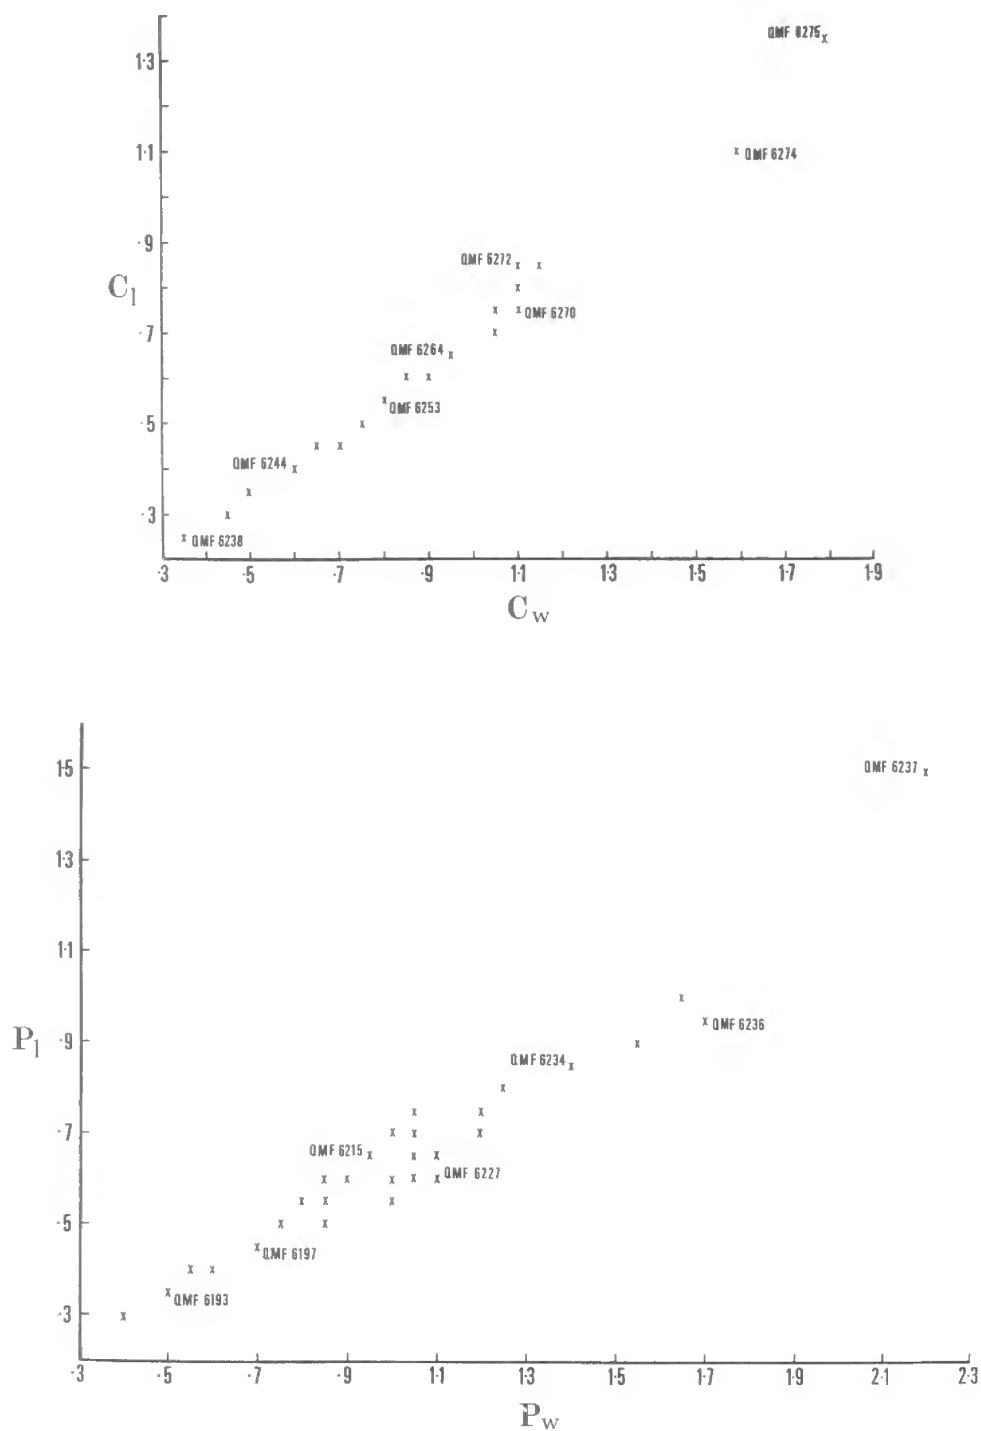 QMF 6275
1·3
1·1
QMF 6274
·9
QMF 6272
Cl
QMF 6270
·7
QMF 6264
QMF 6253
·5
QMF 6244
·3
QMF 6238
·3 ·5 ·7 ·9 1·1 1·3 1·5 1·7 1·9
Cw
1·5
QMF 6237
1·3
1·1
QMF 6236
Pl
·9
QMF 6234
·7
QMF 6215
QMF 6227
·5
QMF 6197
QMF 6193
·3
·3 ·5 ·7 ·9 1·1 1·3 1·5 1·7 1·9 2·1 2·3
Pw